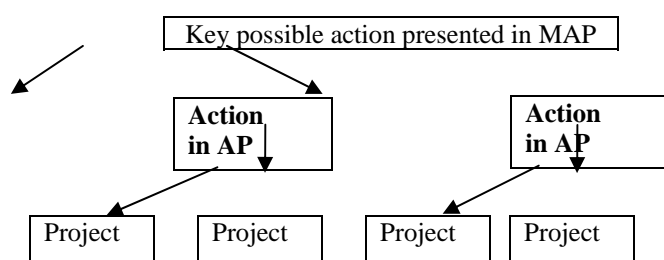 Key possible action presented in MAP
Action
in AP
Action
in AP
Project
Project
Project
Project